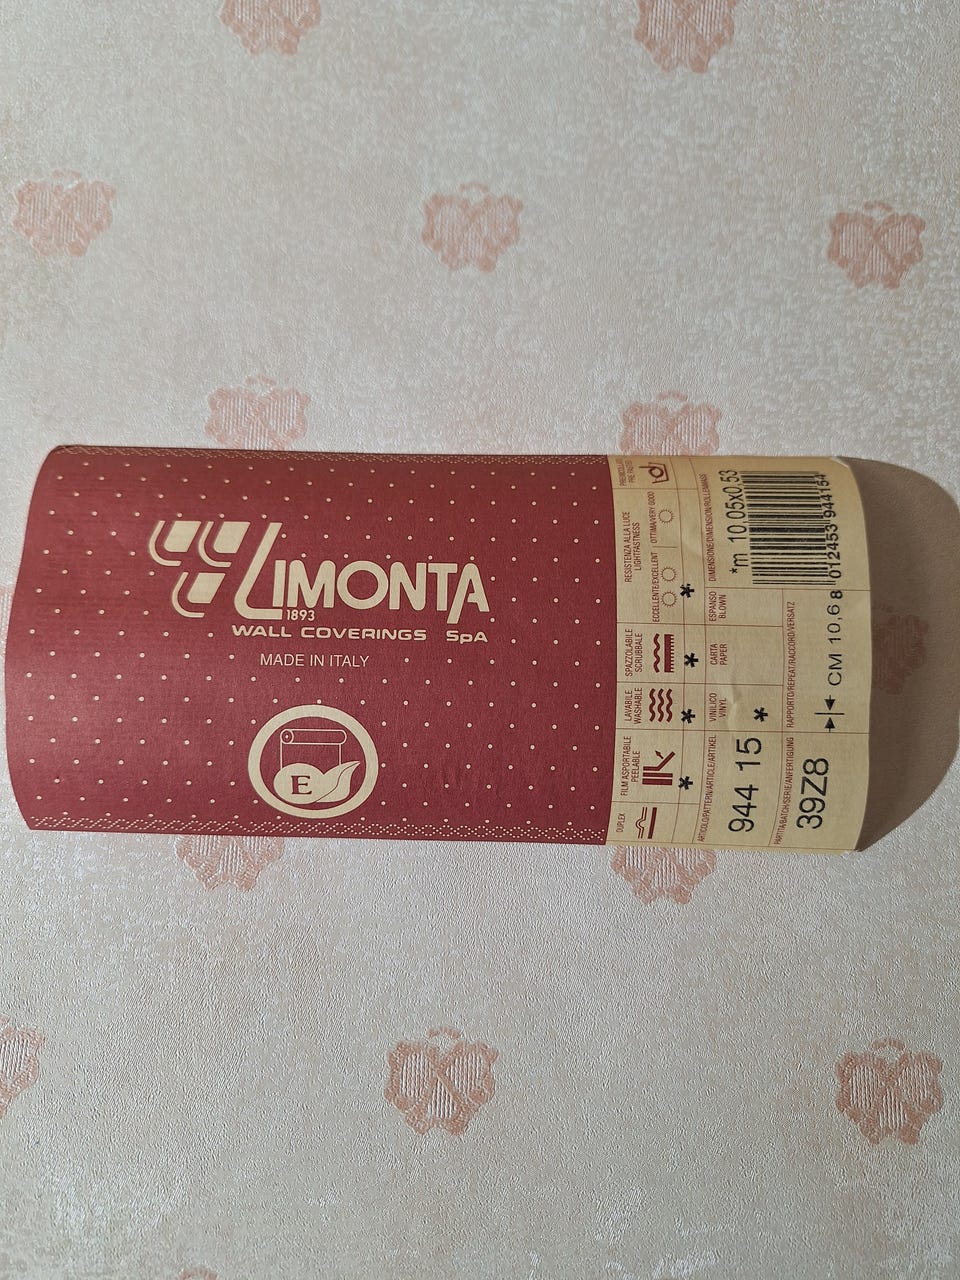 LIMONTA
1893
WALL COVERINGS SpA
MADE IN ITALY
E
DUPLEX
FILM ASPORTABILE
PEELABLE
*
LAVABILE
WASHABLE
*
SPAZZOLABILE
SCRUBBALE
*
RESISTENZA ALLA LUCE
LIGHTFASTNESS
ECCELLENTE/EXCELLENT
OTTIMA/VERY GOOD
*
PRE PASTED
ARTICOLO/PATTERN/ARTICLE/ARTIKEL
944 15
VINILICO
VINYL
*
CARTA
PAPER
ESPANSO
BLOWN
DIMENSIONE/DIMENSION/ROLLENMASS
*m 10,05x0,53
PARTITA/BATCH/SERIE/ANFERTIGUNG
39Z8
RAPPORTO/REPEAT/RACCORD/VERSATZ
CM 10,6
8 012453 944154